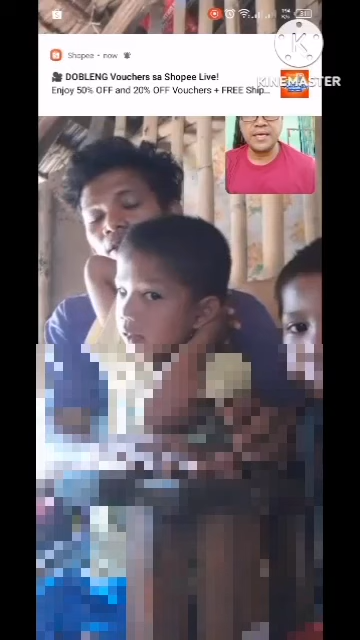 Shopee • now
🎥 DOBLENG Vouchers sa Shopee Live!
Enjoy 50% OFF and 20% OFF Vouchers + FREE Ship...
K
KINEMASTER